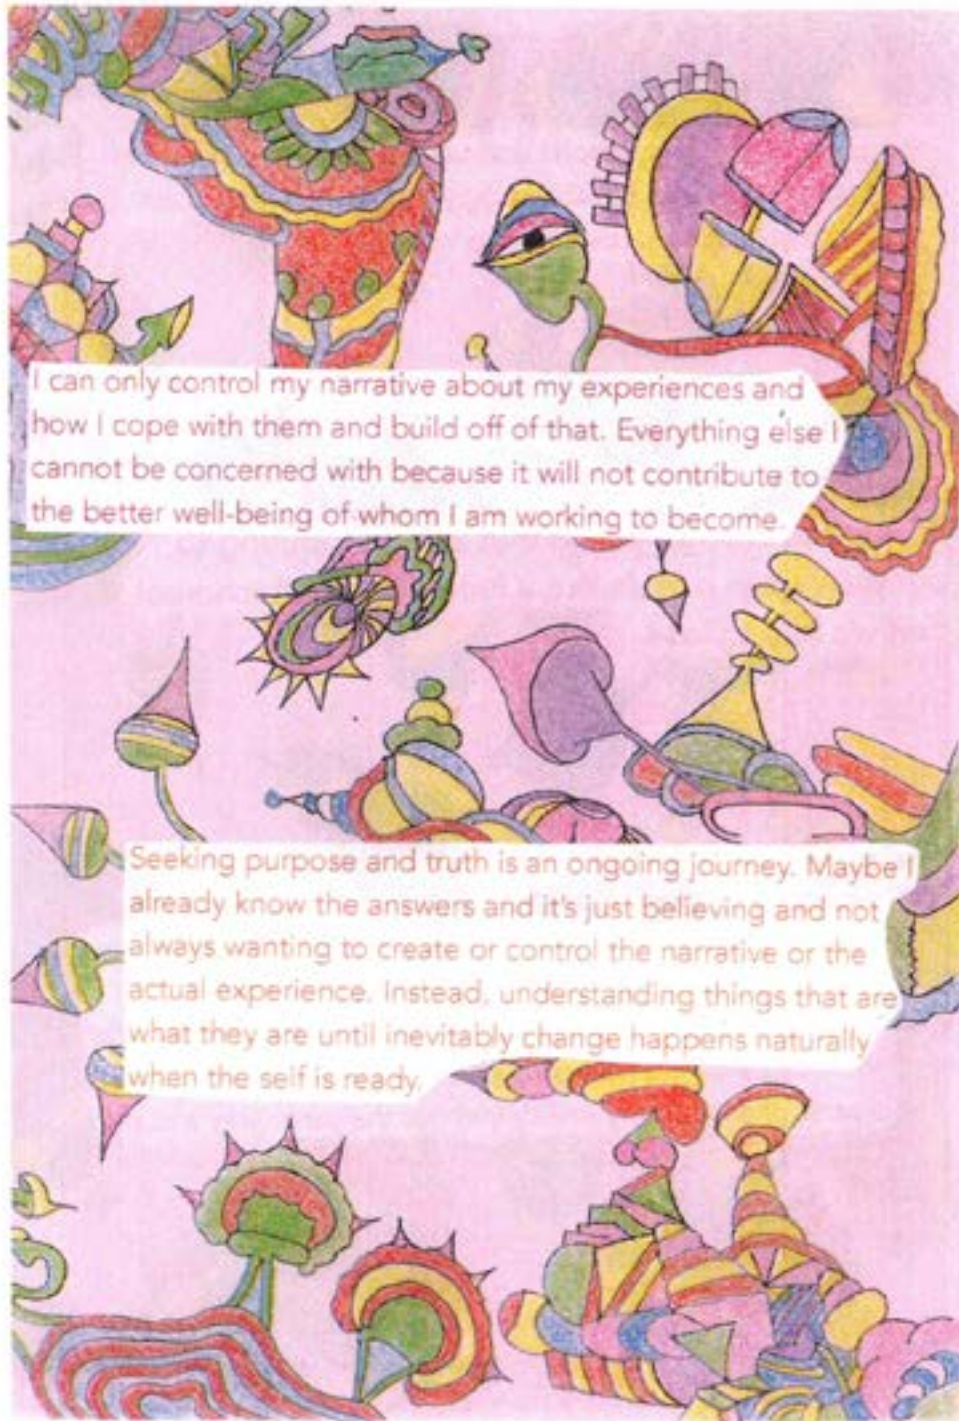 I can only control my narrative about my experiences and
how I cope with them and build off of that. Everything else I
cannot be concerned with because it will not contribute to
the better well-being of whom I am working to become.
Seeking purpose and truth is an ongoing journey. Maybe I
already know the answers and it's just believing and not
always wanting to create or control the narrative or the
actual experience. Instead, understanding things that are
what they are until inevitably change happens naturally
when the self is ready.